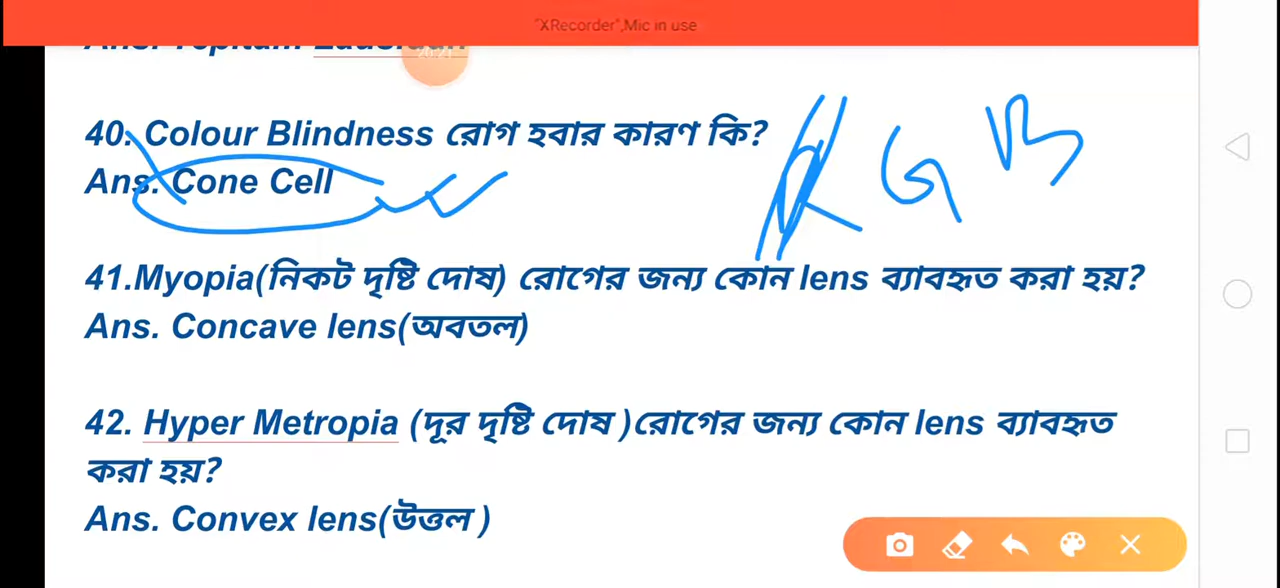 "XRecorder",Mic in use
40. Colour Blindness রোগ হবার কারণ কি?
Ans. Cone Cell
R G B
41.Myopia(নিকট দৃষ্টি দোষ) রোগের জন্য কোন lens ব্যাবহৃত করা হয়?
Ans. Concave lens(অবতল)
42. Hyper Metropia (দূর দৃষ্টি দোষ )রোগের জন্য কোন lens ব্যাবহৃত
করা হয়?
Ans. Convex lens(উত্তল )